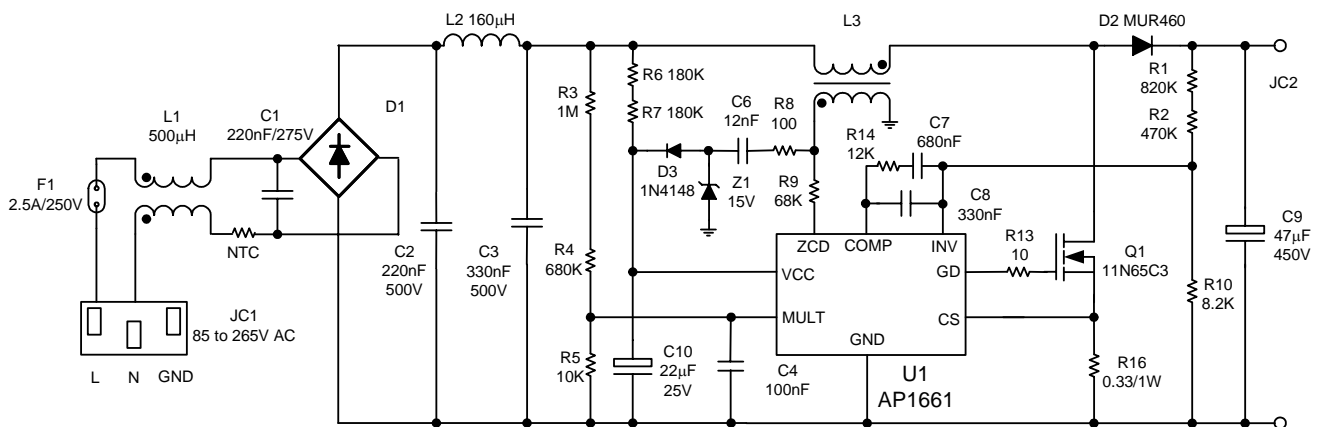 L2 160μH
L3
D2 MUR460
R6 180K
R7 180K
R3
1M
C6
12nF
R8
100
R1
820K
R2
470K
JC2
L1
500μH
C1
220nF/275V
D1
C7
680nF
R14
12K
F1
2.5A/250V
D3
1N4148
Z1
15V
R9
68K
C8
330nF
NTC
C2
220nF
500V
C3
330nF
500V
R4
680K
ZCD
COMP
INV
VCC
GD
MULT
CS
GND
R13
10
Q1
11N65C3
R10
8.2K
C9
47μF
450V
JC1
85 to 265V AC
L
N
GND
R5
10K
C10
22μF
25V
C4
100nF
U1
AP1661
R16
0.33/1W